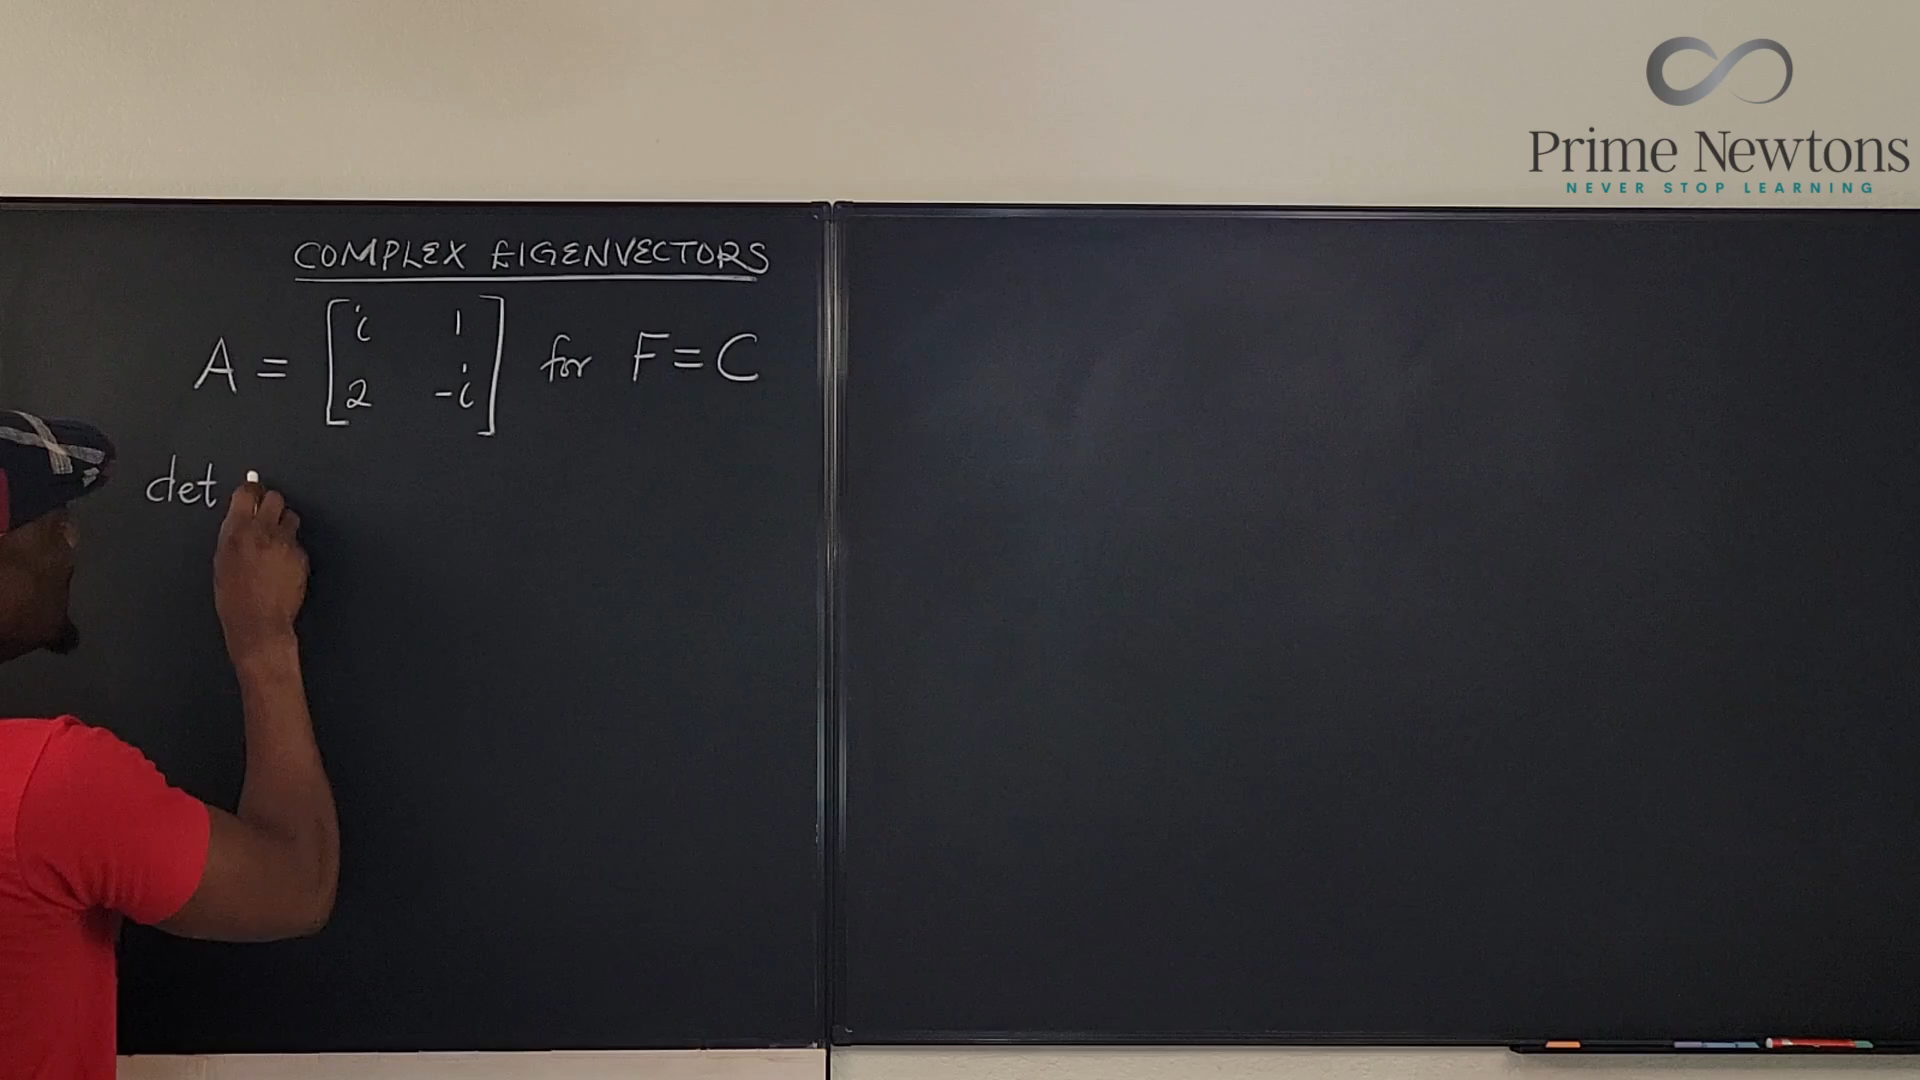 Prime Newtons
NEVER STOP LEARNING
COMPLEX EIGENVECTORS
A = [i 1
2 -i] for F = C
det